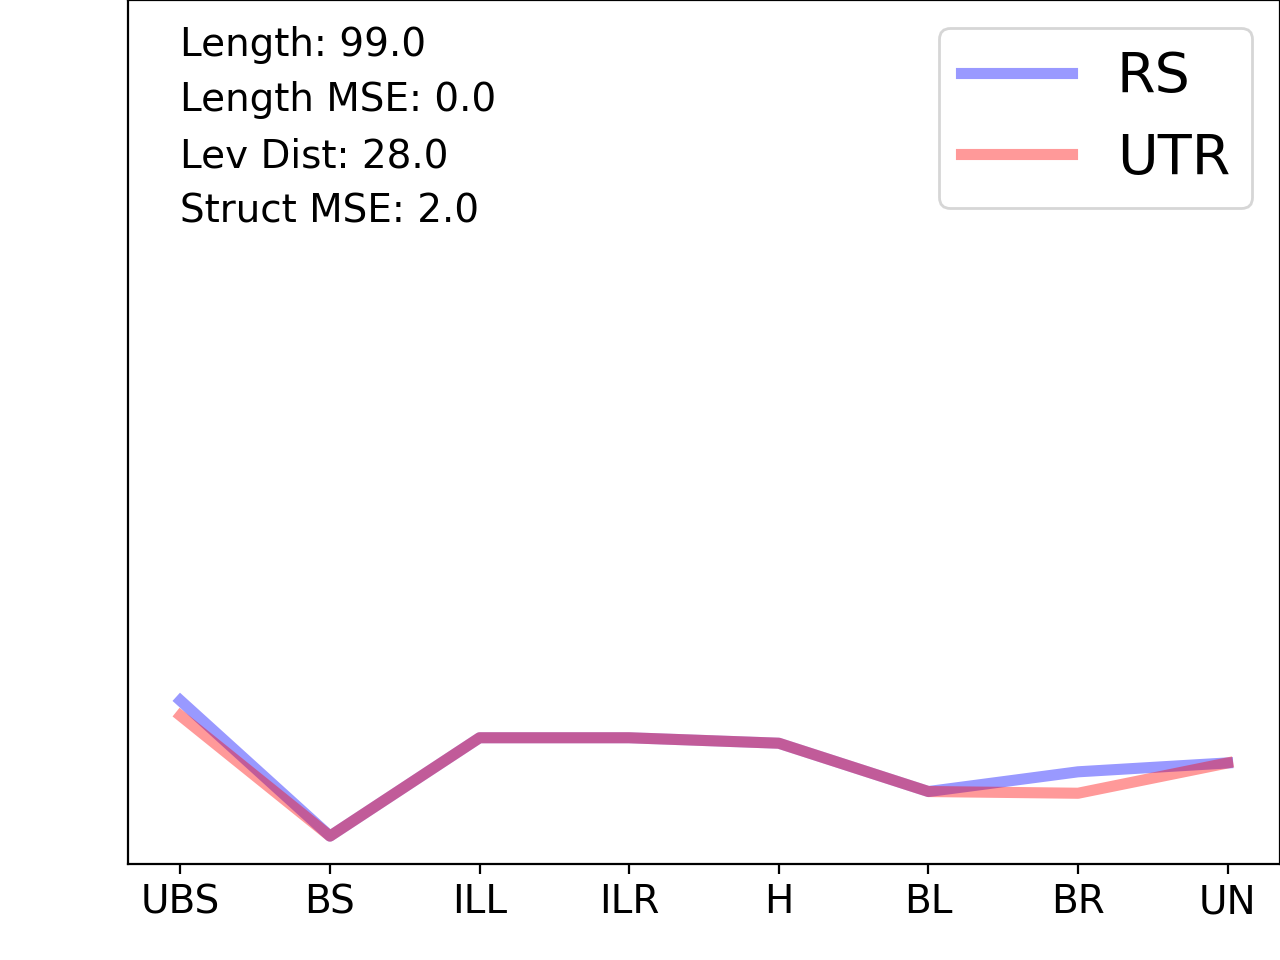 Length: 99.0
Length MSE: 0.0
Lev Dist: 28.0
Struct MSE: 2.0
RS
UTR
UBS BS ILL ILR H BL BR UN